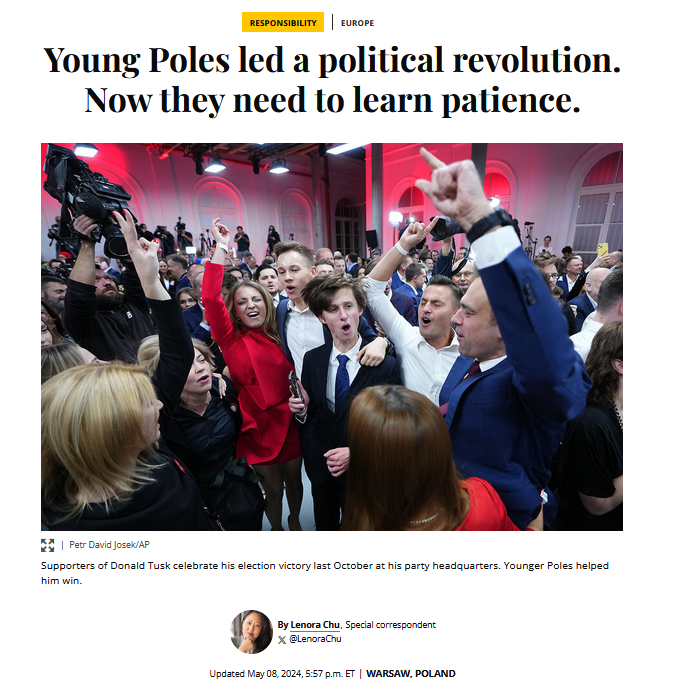 RESPONSIBILITY | EUROPE
Young Poles led a political revolution.
Now they need to learn patience.
| Petr David Josek/AP
Supporters of Donald Tusk celebrate his election victory last October at his party headquarters. Younger Poles helped
him win.
By Lenora Chu, Special correspondent
@LenoraChu
Updated May 08, 2024, 5:57 p.m. ET | WARSAW, POLAND